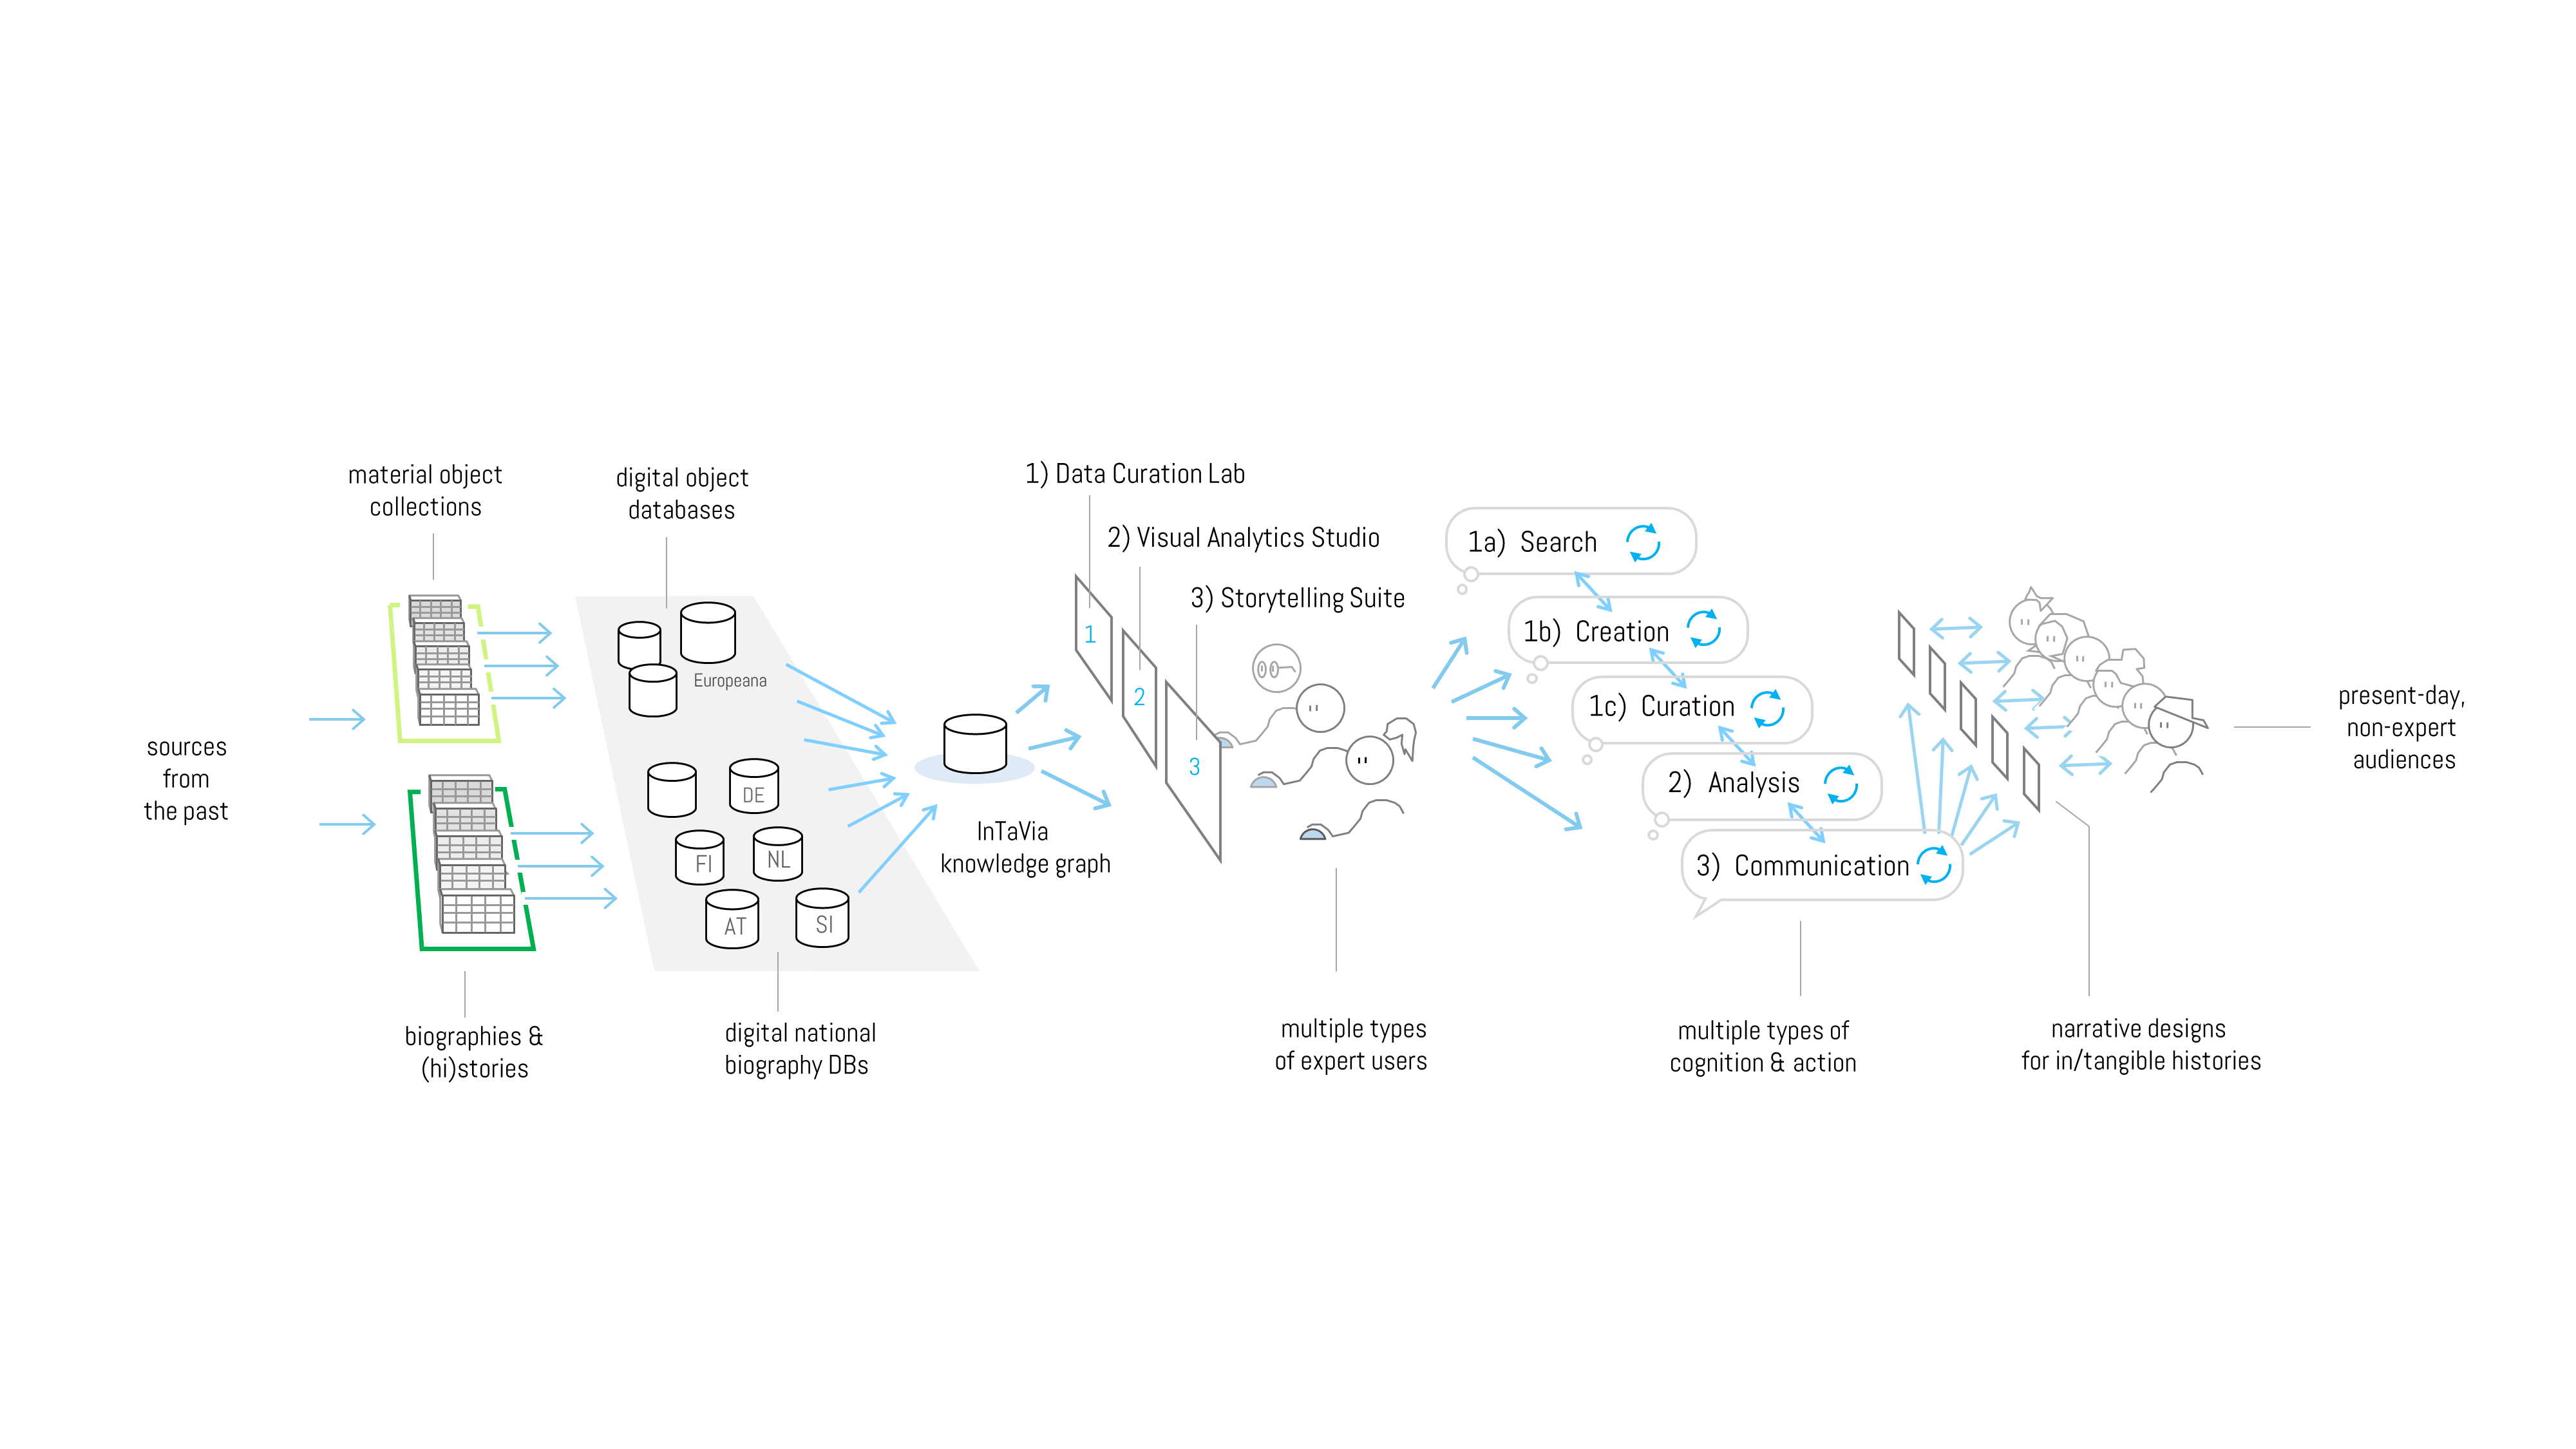 sources
from
the past
material object
collections
biographies &
(hi)stories
digital object
databases
Europeana
DE
FI
NL
AT
SI
digital national
biography DBs
InTaVia
knowledge graph
1) Data Curation Lab
2) Visual Analytics Studio
3) Storytelling Suite
1
2
3
multiple types
of expert users
1a) Search
1b) Creation
1c) Curation
2) Analysis
3) Communication
multiple types of
cognition & action
narrative designs
for in/tangible histories
present-day,
non-expert
audiences